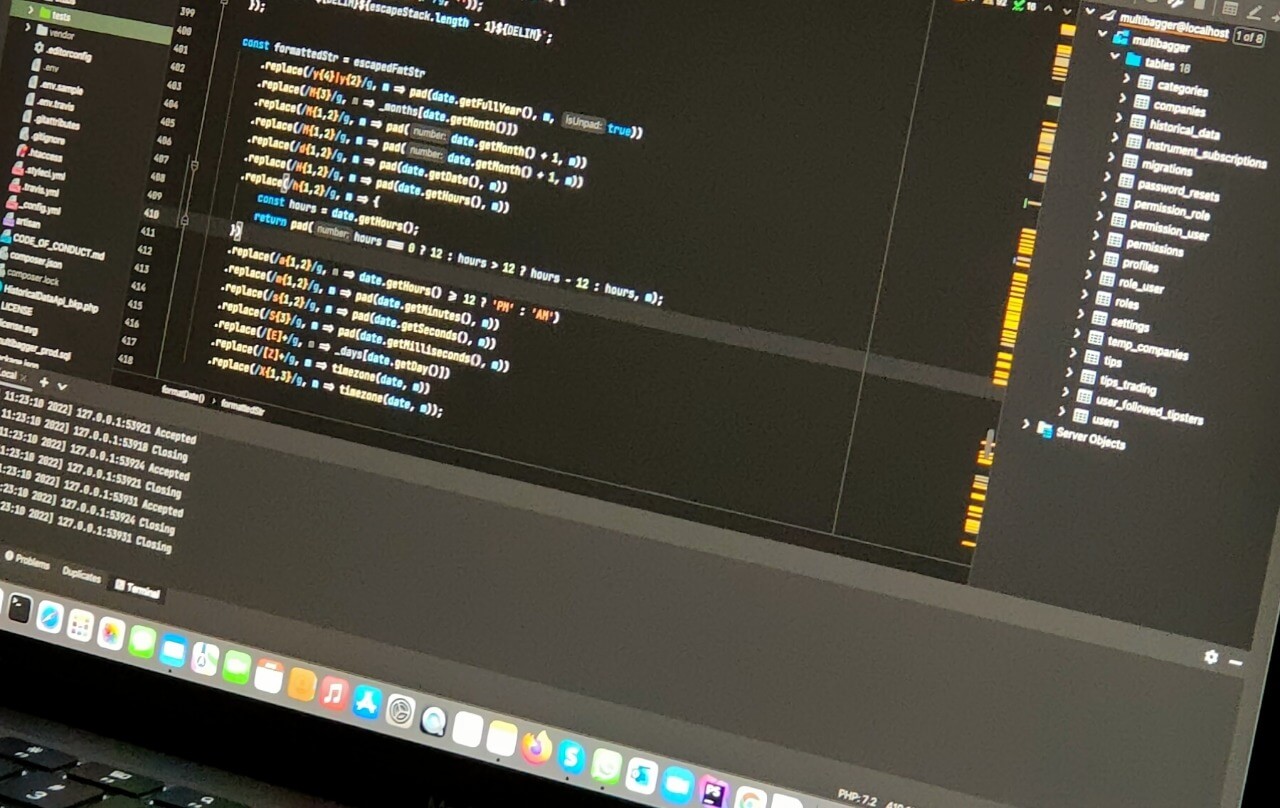 tests
vendor
.editorconfig
.env
.env.sample
.env.travis
.gitattributes
.gitignore
.htaccess
.styleci.yml
.travis.yml
_config.yml
artisan
CODE_OF_CONDUCT.md
composer.json
composer.lock
HistoricalDataApi_bkp.php
LICENSE
license.svg
multibagger_prod.sql
399
400
401
402
403
404
405
406
407
408
409
410
411
412
413
414
415
416
417
418
});
${DELIM}${escapeStack.length - 1}${DELIM}`;
const formattedStr = escapedFmtStr
.replace(/y{4}|y{2}/g, m => pad(date.getFullYear(), m, isUnpad: true))
.replace(/M{3}/g, m => _months[date.getMonth()])
.replace(/M{1,2}/g, m => pad( number: date.getMonth() + 1, m))
.replace(/M{1,2}/g, m => pad( number: date.getMonth() + 1, m))
.replace(/d{1,2}/g, m => pad(date.getDate(), m))
.replace(/H{1,2}/g, m => pad(date.getHours(), m))
.replace(/h{1,2}/g, m => {
const hours = date.getHours();
return pad( number: hours === 0 ? 12 : hours > 12 ? hours - 12 : hours, m);
})
.replace(/a{1,2}/g, m => date.getHours() >= 12 ? 'PM' : 'AM')
.replace(/m{1,2}/g, m => pad(date.getMinutes(), m))
.replace(/s{1,2}/g, m => pad(date.getSeconds(), m))
.replace(/S{3}/g, m => pad(date.getMilliseconds(), m))
.replace(/[E]+/g, m => _days[date.getDay()])
.replace(/[Z]+/g, m => timezone(date, m))
.replace(/X{1,3}/g, m => timezone(date, m));
formatDate() › formattedStr
multibagger@localhost 1 of 8
multibagger
tables 18
categories
companies
historical_data
instrument_subscriptions
migrations
password_resets
permission_role
permission_user
permissions
profiles
role_user
roles
settings
temp_companies
tips
tips_trading
user_followed_tipsters
users
Server Objects
Local
11:23:10 2022] 127.0.0.1:53921 Accepted
11:23:10 2022] 127.0.0.1:53918 Closing
11:23:10 2022] 127.0.0.1:53924 Accepted
11:23:10 2022] 127.0.0.1:53921 Closing
11:23:10 2022] 127.0.0.1:53931 Accepted
:23:10 2022] 127.0.0.1:53924 Closing
:23:10 2022] 127.0.0.1:53931 Closing
Problems
Duplicates
Terminal
PS
PHP: 7.2